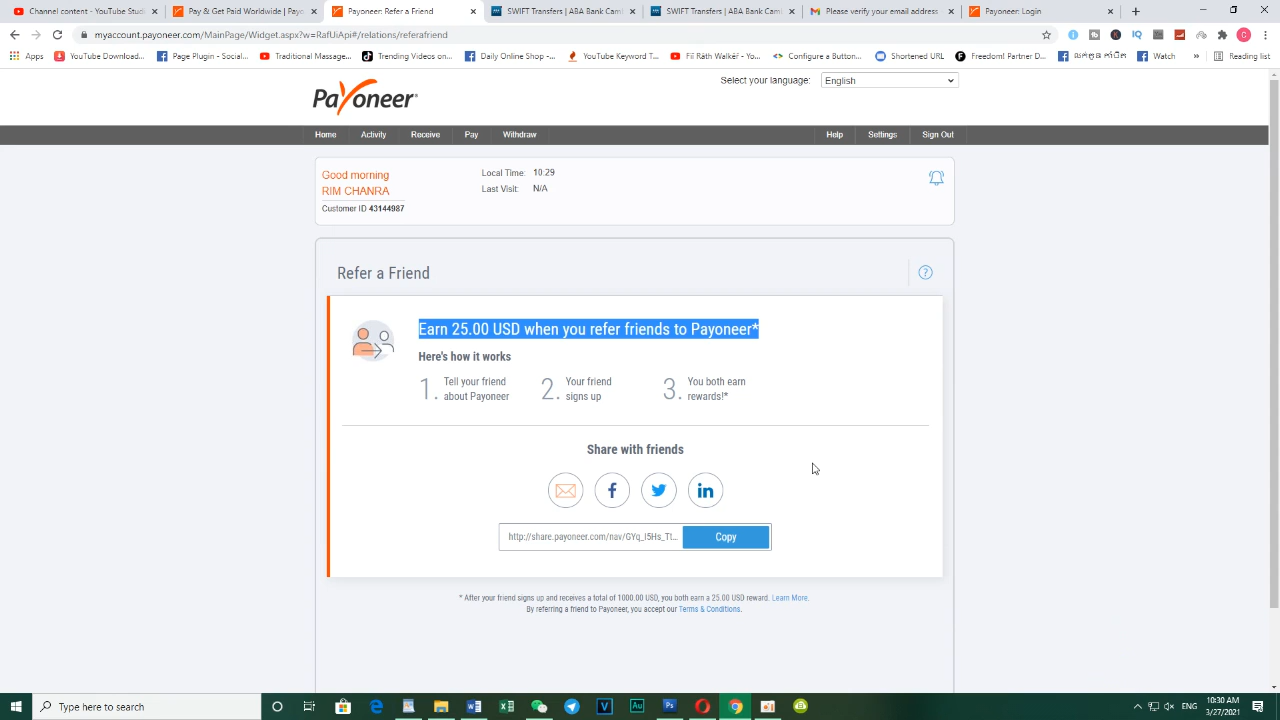 Channel content - YouTube Studi
Pay & Get Paid Worldwide | Payo
Payoneer - Refer a Friend
SWIFT Transfers | ABA Bank Cam
SWIFT Transfers | ABA Bank Cam
Please verify your email address
Payoneer: Login
myaccount.payoneer.com/MainPage/Widget.aspx?w=RafUiApi#/relations/referafriend
Apps
YouTube Download...
Page Plugin - Social...
Traditional Massage...
Trending Videos on...
Daily Online Shop -...
YouTube Keyword T...
Fil Ráth Walkér - You...
Configure a Button...
Shortened URL
Freedom! Partner D...
Watch
»
Reading list
Payoneer
Select your language:
English
Home
Activity
Receive
Pay
Withdraw
Help
Settings
Sign Out
Good morning
RIM CHANRA
Customer ID 43144987
Local Time: 10:29
Last Visit: N/A
Refer a Friend
?
Earn 25.00 USD when you refer friends to Payoneer*
Here's how it works
1. Tell your friend
about Payoneer
2. Your friend
signs up
3. You both earn
rewards!*
Share with friends
http://share.payoneer.com/nav/GYq_I5Hs_TI...
Copy
* After your friend signs up and receives a total of 1000.00 USD, you both earn a 25.00 USD reward. Learn More.
By referring a friend to Payoneer, you accept our Terms & Conditions.
Type here to search
10:30 AM
3/27/2021